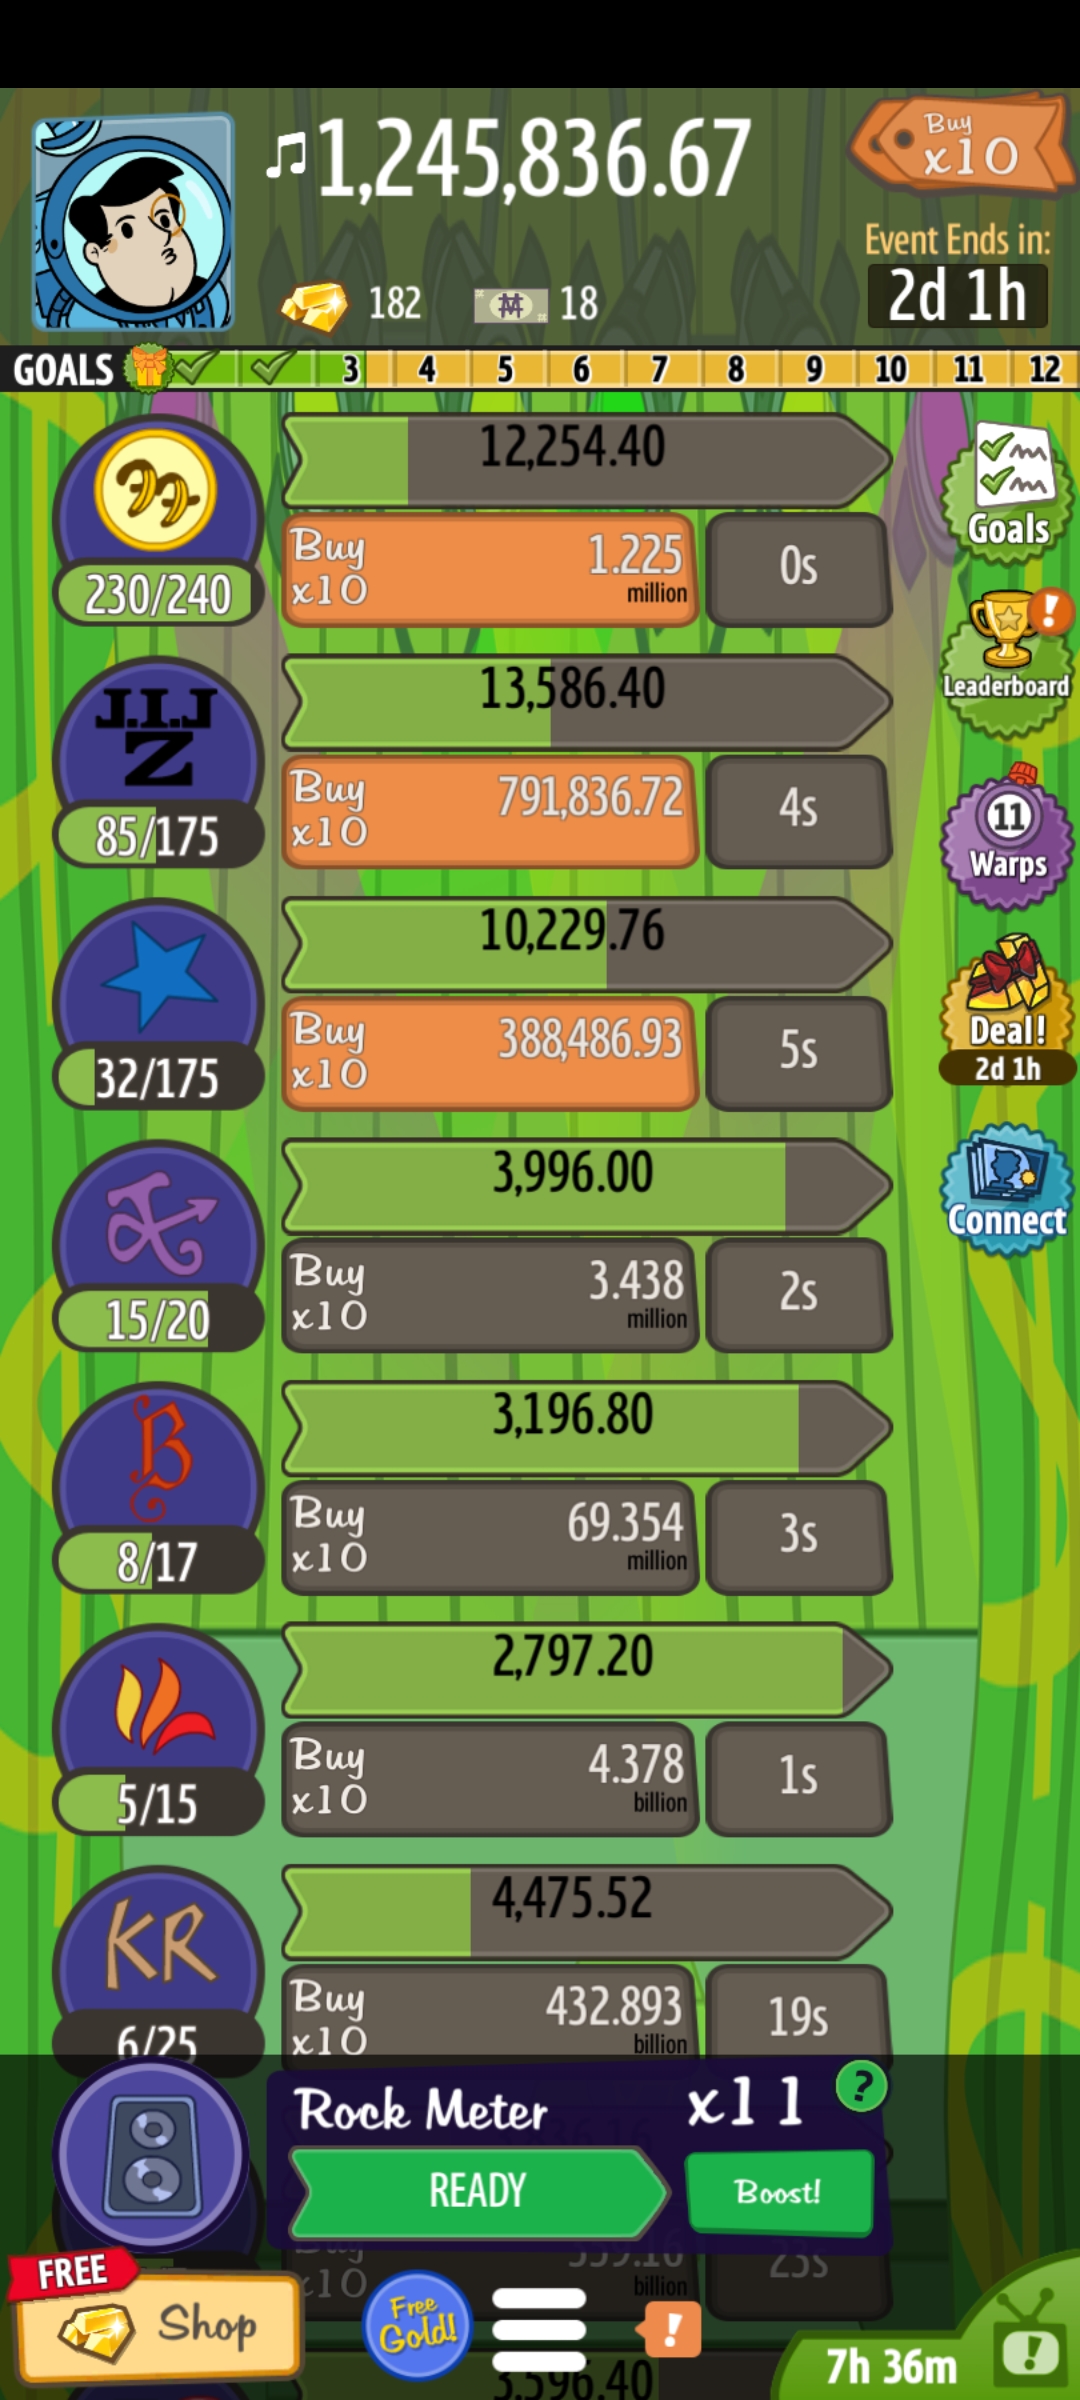 ♫1,245,836.67
Buy
x10
Event Ends in:
2d 1h
182
18
GOALS 3 4 5 6 7 8 9 10 11 12
12,254.40
230/240
Buy
x10
1.225
million
0s
Goals
J.I.J
Z
13,586.40
85/175
Buy
x10
791,836.72
4s
Leaderboard
11
Warps
10,229.76
32/175
Buy
x10
388,486.93
5s
Deal!
2d 1h
3,996.00
15/20
Buy
x10
3.438
million
2s
Connect
B
3,196.80
8/17
Buy
x10
69.354
million
3s
2,797.20
5/15
Buy
x10
4.378
billion
1s
KR
4,475.52
6/25
Buy
x10
432.893
billion
19s
Rock Meter
x11
?
READY
Boost!
Buy
x10
559.16
billion
23s
FREE
Shop
Free
Gold!
!
3,596.40
7h 36m
!